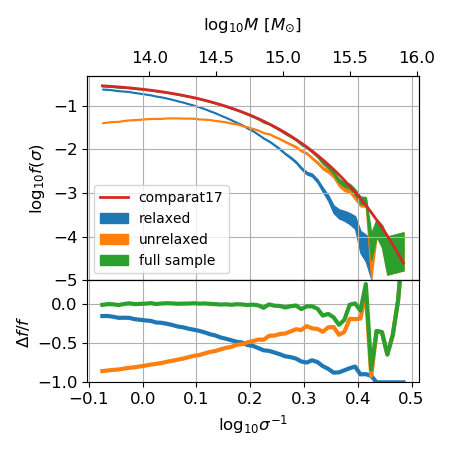 log₁₀M [M⊙]
14.0 14.5 15.0 15.5 16.0
log₁₀f(σ)
−1
−2
−3
−4
−5
comparat17
relaxed
unrelaxed
full sample
Δf/f
0.0
−0.5
−1.0
−0.1 0.0 0.1 0.2 0.3 0.4 0.5
log₁₀σ⁻¹